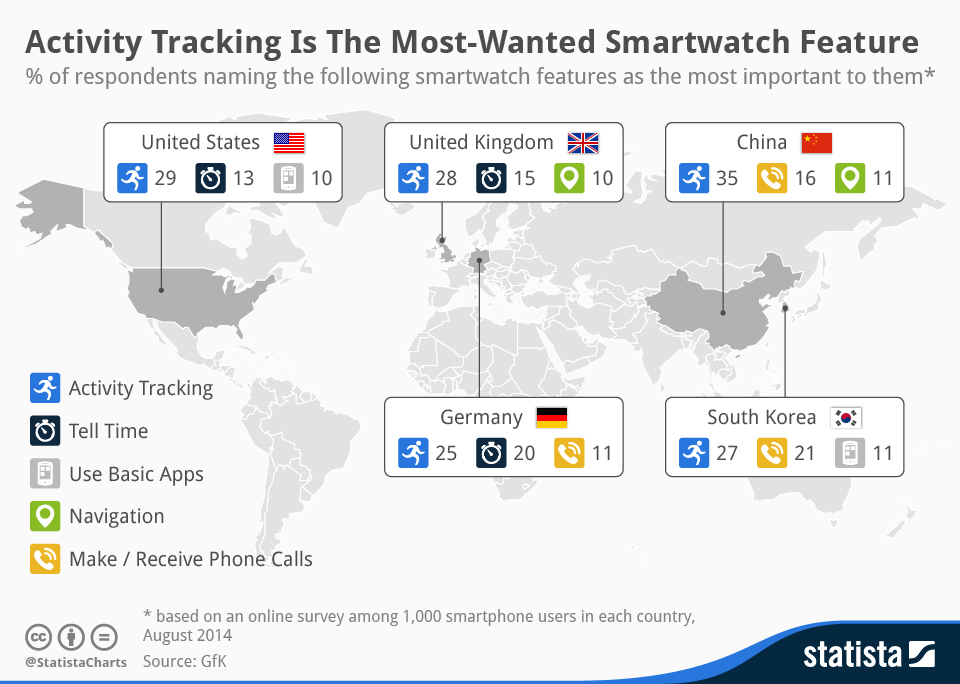 Activity Tracking Is The Most-Wanted Smartwatch Feature
% of respondents naming the following smartwatch features as the most important to them*
United States
29 13 10
United Kingdom
28 15 10
China
35 16 11
Germany
25 20 11
South Korea
27 21 11
Activity Tracking
Tell Time
Use Basic Apps
Navigation
Make / Receive Phone Calls
* based on an online survey among 1,000 smartphone users in each country,
August 2014
Source: GfK
cc
@StatistaCharts
statista